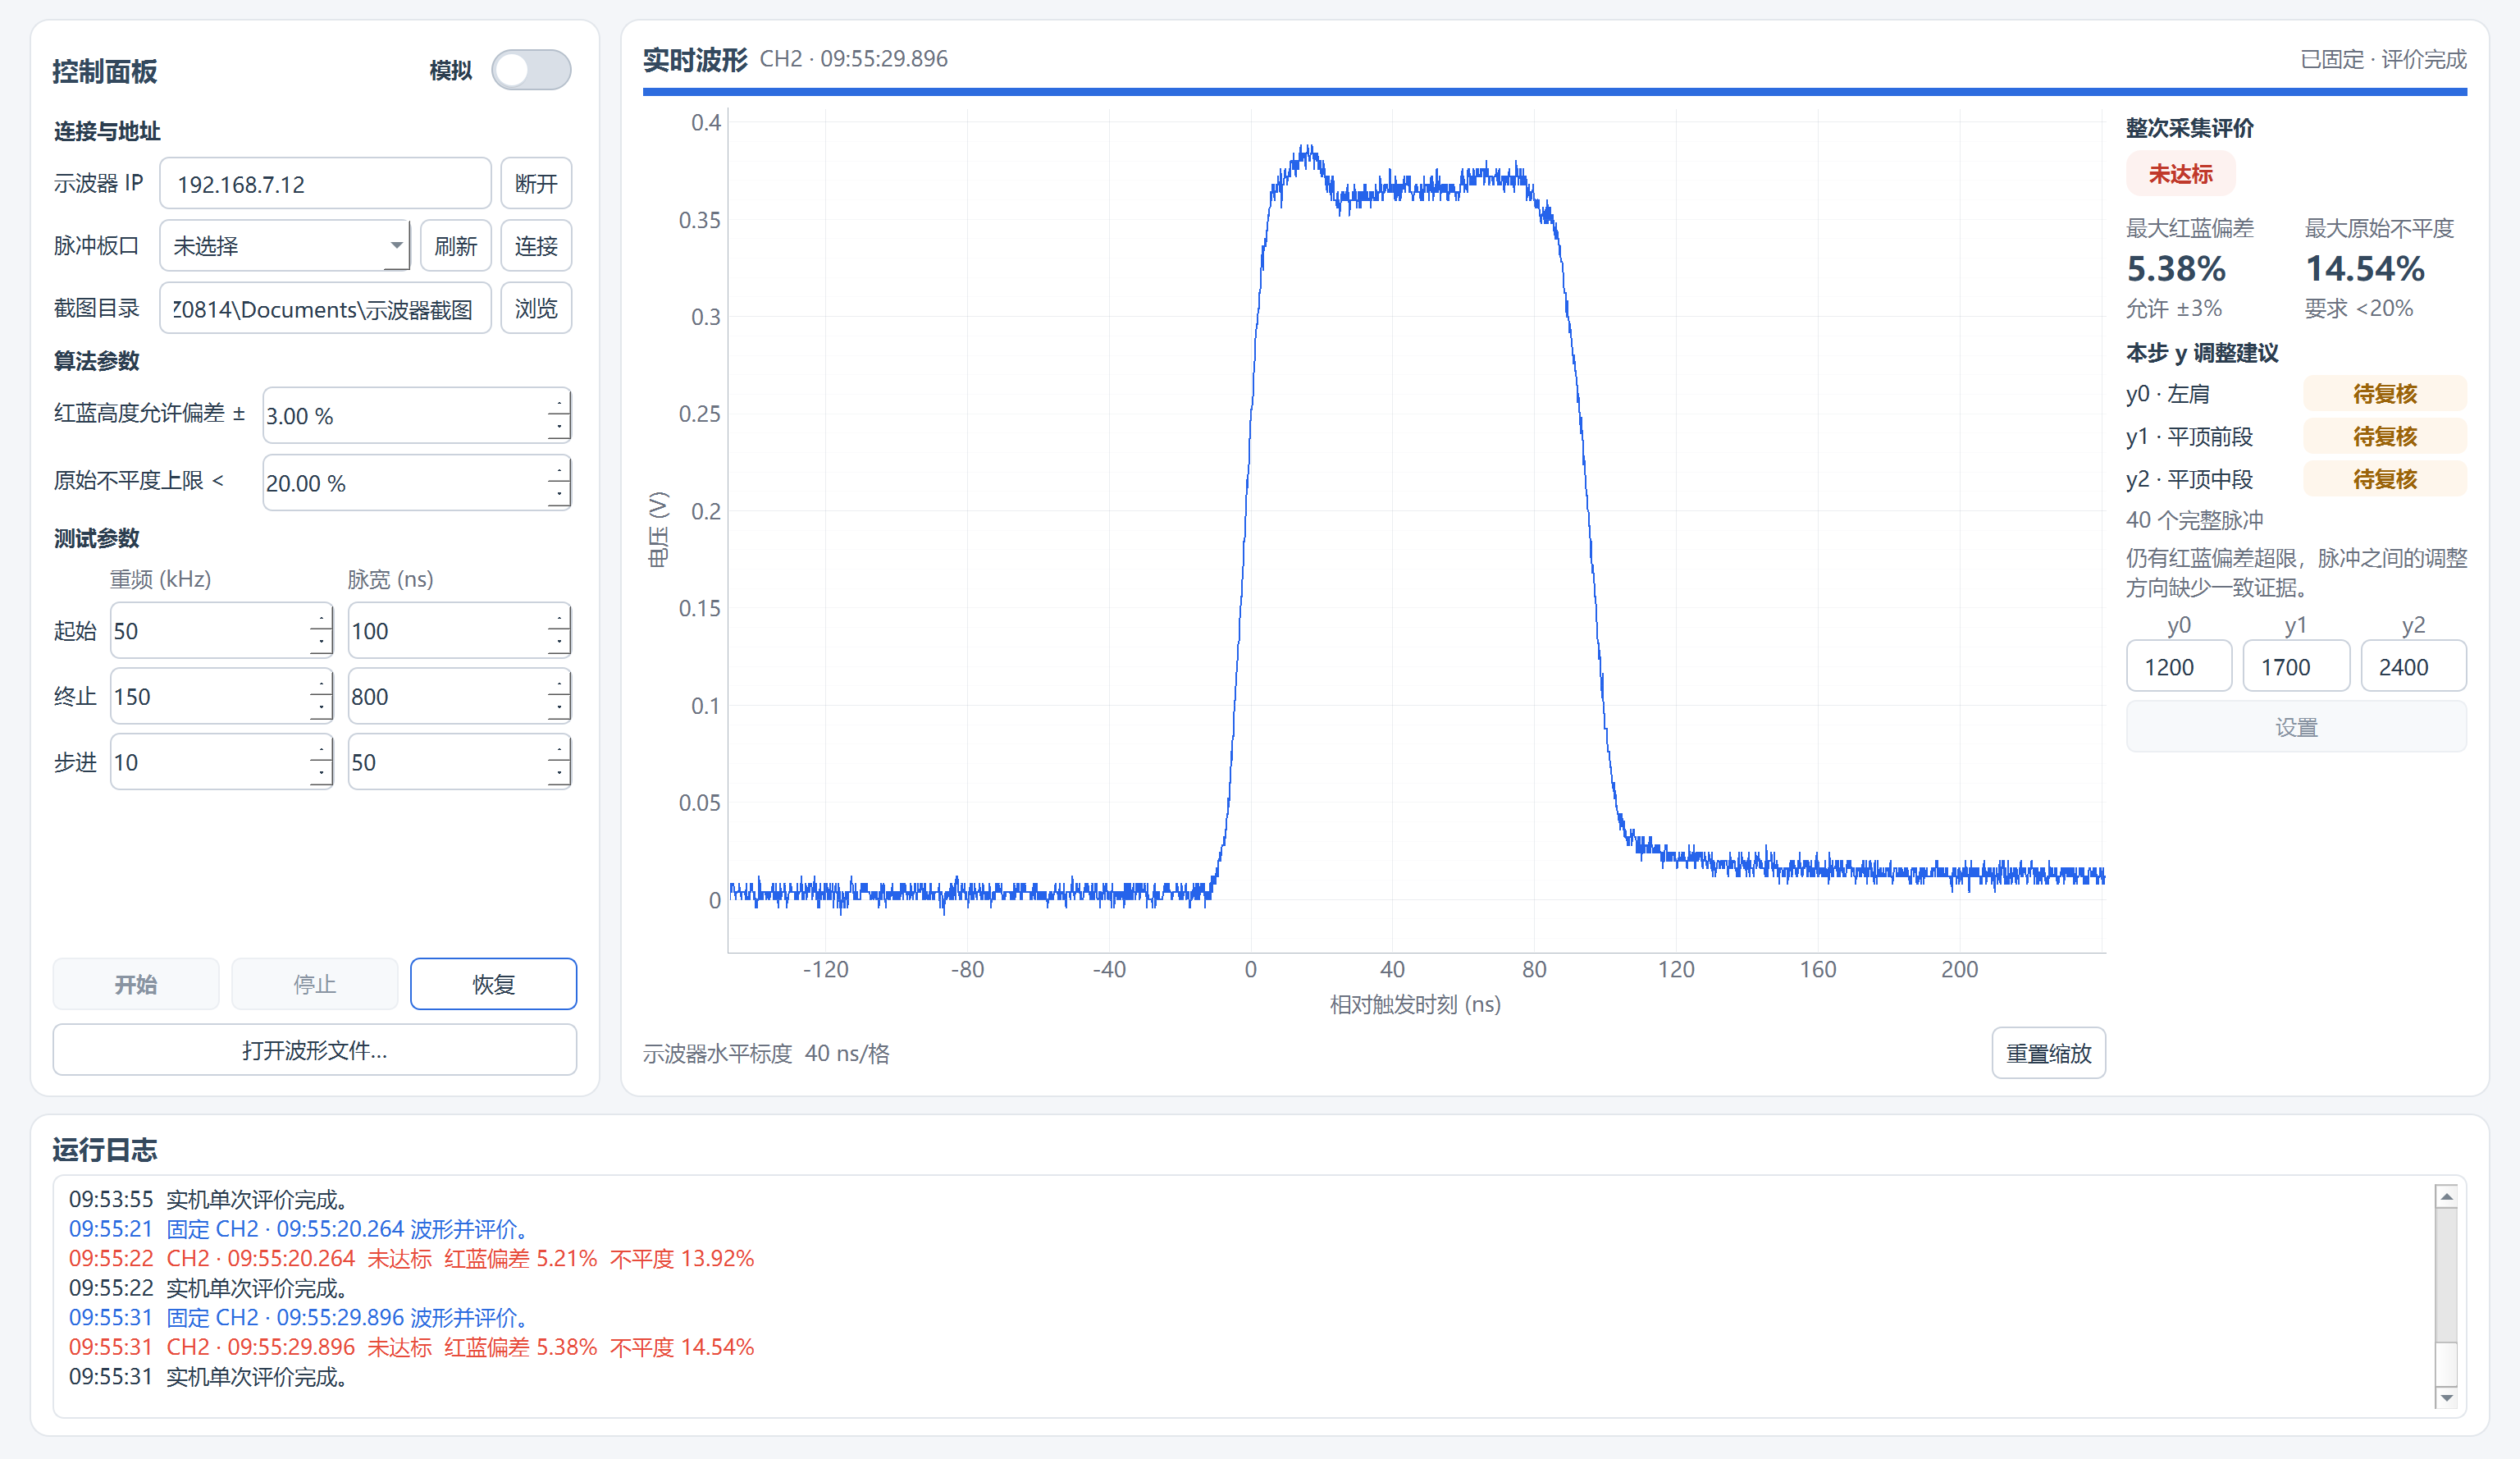 控制面板
模拟
连接与地址
示波器 IP 192.168.7.12 断开
脉冲板口 未选择 刷新 连接
截图目录 Z0814\Documents\示波器截图 浏览
算法参数
红蓝高度允许偏差 ± 3.00 %
原始不平度上限 < 20.00 %
测试参数
重频 (kHz) 脉宽 (ns)
起始 50 100
终止 150 800
步进 10 50
开始 停止 恢复
打开波形文件...
实时波形 CH2 · 09:55:29.896
已固定 · 评价完成
0.4
0.35
0.3
0.25
0.2
0.15
0.1
0.05
0
电压 (V)
-120 -80 -40 0 40 80 120 160 200
相对触发时刻 (ns)
示波器水平标度 40 ns/格
重置缩放
整次采集评价
未达标
最大红蓝偏差 最大原始不平度
5.38% 14.54%
允许 ±3% 要求 <20%
本步 y 调整建议
y0 · 左肩 待复核
y1 · 平顶前段 待复核
y2 · 平顶中段 待复核
40 个完整脉冲
仍有红蓝偏差超限，脉冲之间的调整
方向缺少一致证据。
y0 y1 y2
1200 1700 2400
设置
运行日志
09:53:55 实机单次评价完成。
09:55:21 固定 CH2 · 09:55:20.264 波形并评价。
09:55:22 CH2 · 09:55:20.264 未达标 红蓝偏差 5.21% 不平度 13.92%
09:55:22 实机单次评价完成。
09:55:31 固定 CH2 · 09:55:29.896 波形并评价。
09:55:31 CH2 · 09:55:29.896 未达标 红蓝偏差 5.38% 不平度 14.54%
09:55:31 实机单次评价完成。